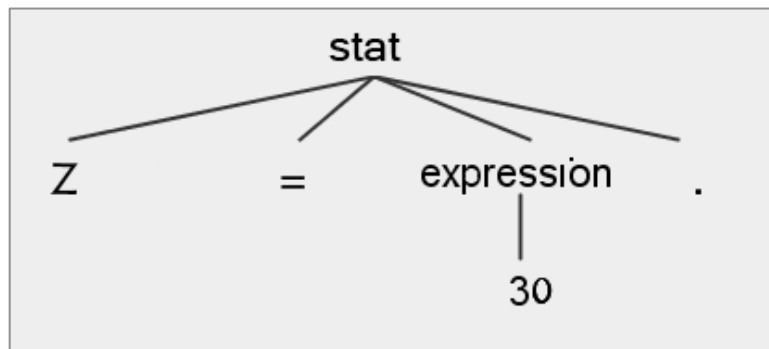 stat
Z = expression .
30